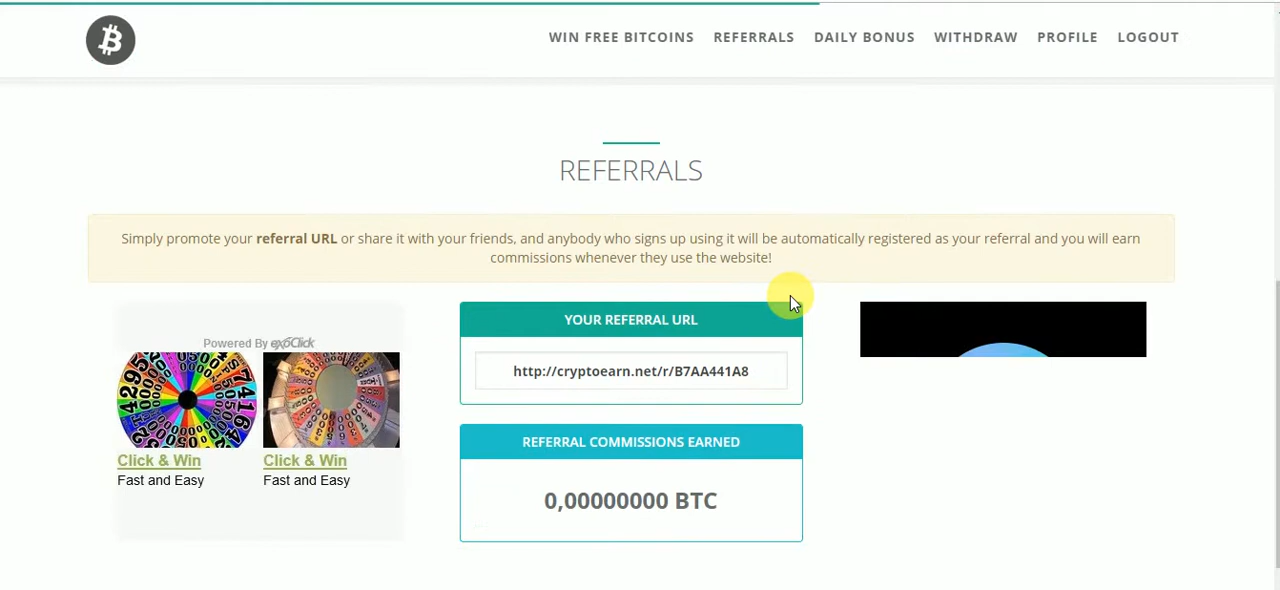 WIN FREE BITCOINS REFERRALS DAILY BONUS WITHDRAW PROFILE LOGOUT
REFERRALS
Simply promote your referral URL or share it with your friends, and anybody who signs up using it will be automatically registered as your referral and you will earn
commissions whenever they use the website!
Powered By exoClick
Click & Win
Fast and Easy
Click & Win
Fast and Easy
YOUR REFERRAL URL
http://cryptoearn.net/r/B7AA441A8
REFERRAL COMMISSIONS EARNED
0,00000000 BTC